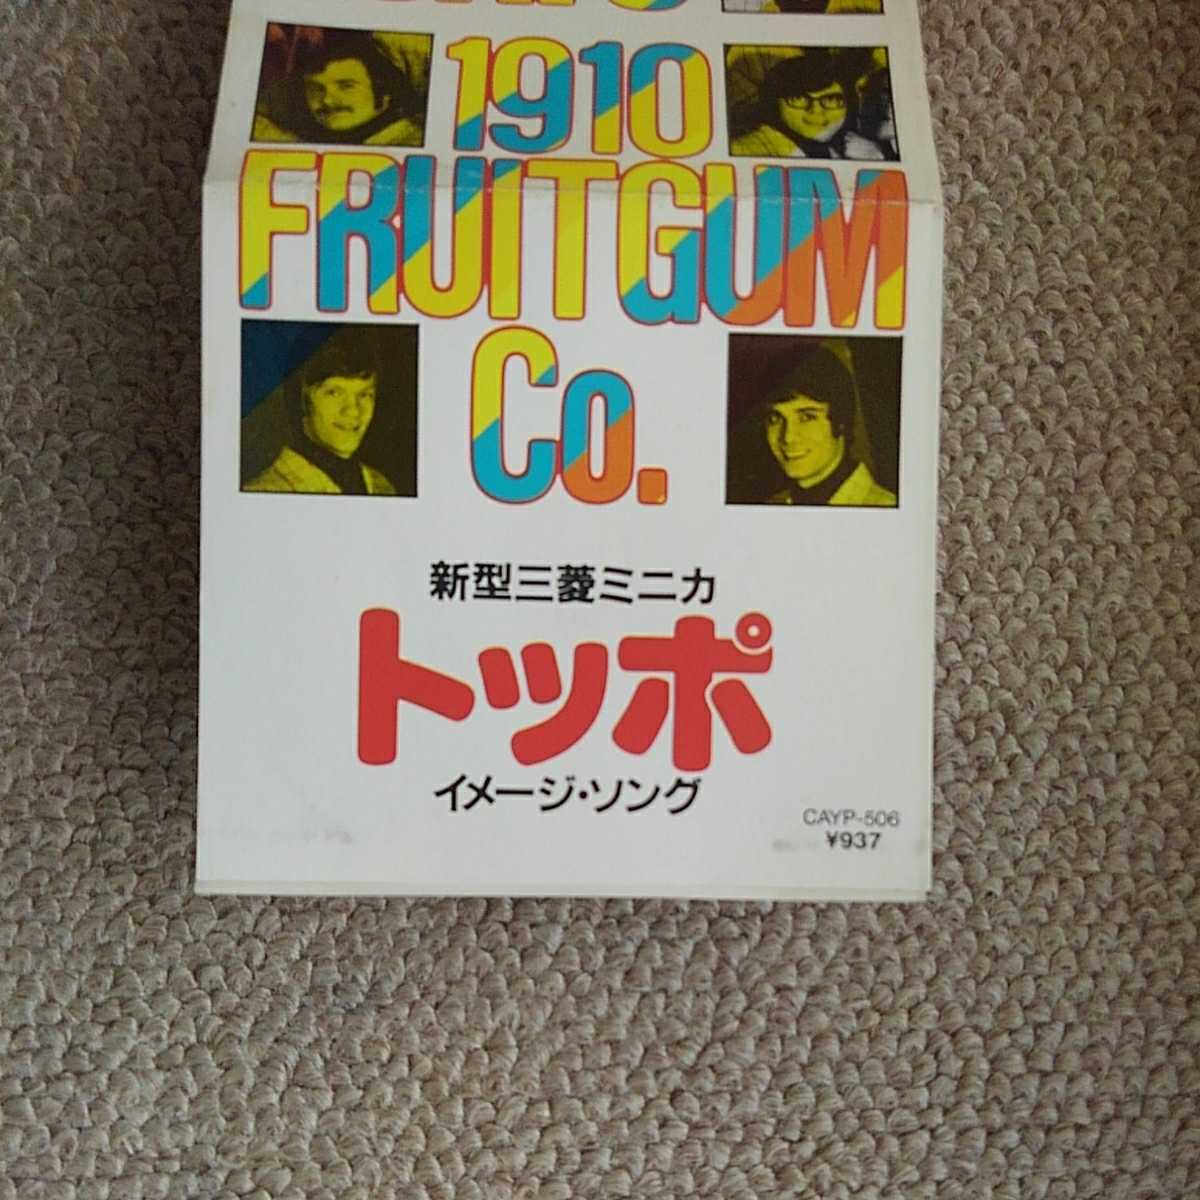 1910
FRUITGUM
Co.
新型三菱ミニカ
トッポ
イメージ・ソング
CAYP-506
¥937